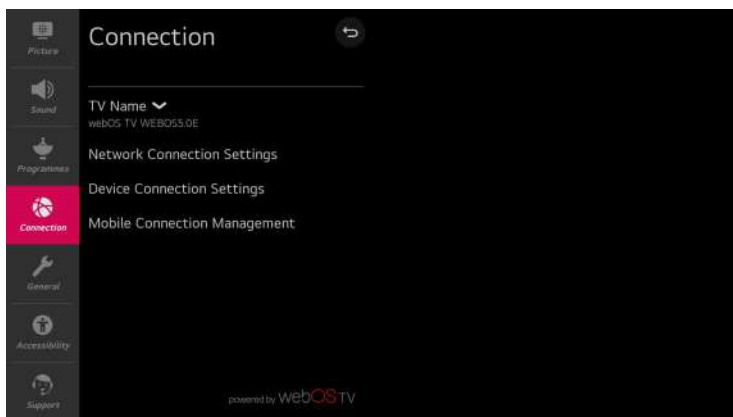 Picture
Sound
Programmes
Connection
General
Accessibility
Support
Connection
TV Name
webOS TV WEBOS5.0E
Network Connection Settings
Device Connection Settings
Mobile Connection Management
powered by webOS TV